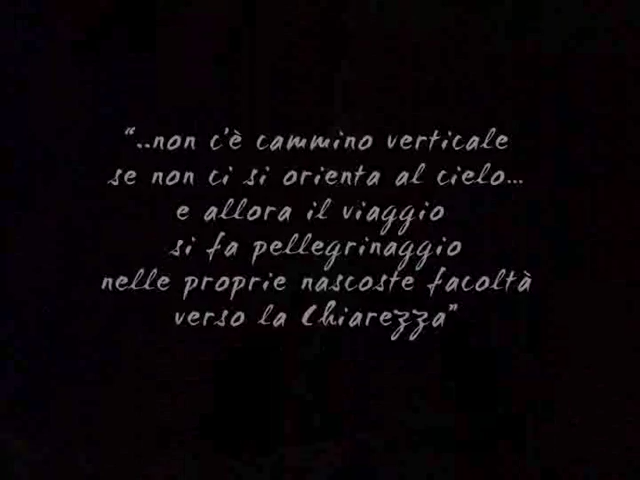 “..non c'è cammino verticale
se non ci si orienta al cielo...
e allora il viaggio
si fa pellegrinaggio
nelle proprie nascoste facoltà
verso la Chiarezza”